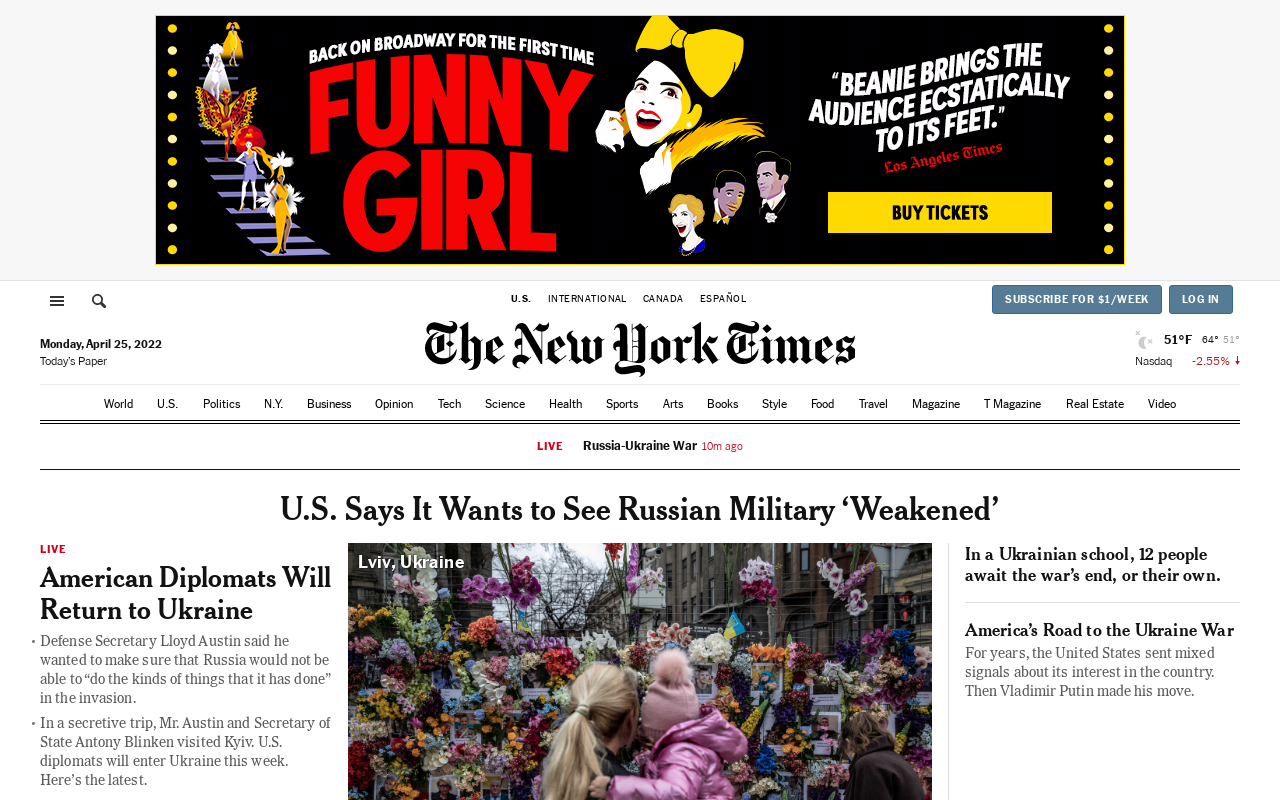 BACK ON BROADWAY FOR THE FIRST TIME
FUNNY
GIRL
“BEANIE BRINGS THE
AUDIENCE ECSTATICALLY
TO ITS FEET.”
Los Angeles Times
BUY TICKETS
U.S. INTERNATIONAL CANADA ESPAÑOL
SUBSCRIBE FOR $1/WEEK LOG IN
The New York Times
Monday, April 25, 2022
Today’s Paper
51°F 64° 51°
Nasdaq -2.55%
World U.S. Politics N.Y. Business Opinion Tech Science Health Sports Arts Books Style Food Travel Magazine T Magazine Real Estate Video
LIVE Russia-Ukraine War 10m ago
U.S. Says It Wants to See Russian Military ‘Weakened’
LIVE
American Diplomats Will
Return to Ukraine
• Defense Secretary Lloyd Austin said he
wanted to make sure that Russia would not be
able to “do the kinds of things that it has done”
in the invasion.
• In a secretive trip, Mr. Austin and Secretary of
State Antony Blinken visited Kyiv. U.S.
diplomats will enter Ukraine this week.
Here’s the latest.
Lviv, Ukraine
In a Ukrainian school, 12 people
await the war’s end, or their own.
America’s Road to the Ukraine War
For years, the United States sent mixed
signals about its interest in the country.
Then Vladimir Putin made his move.